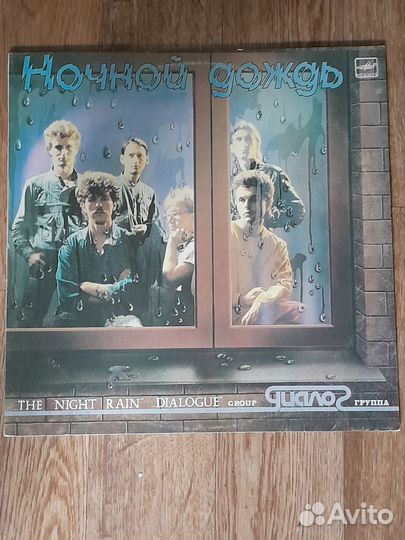 Ночной дождь
„THE NIGHT RAIN" „DIALOGUE" GROUP диалог ГРУППА
Avito